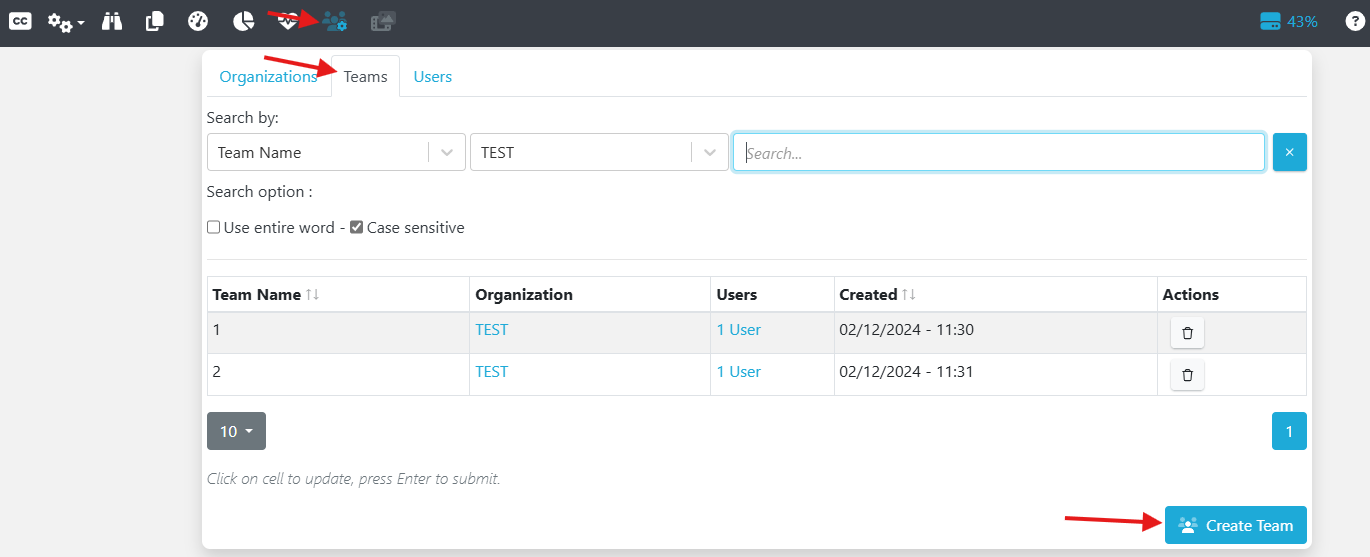 CC 43% ?
Organizations Teams Users
Search by:
Team Name TEST Search... ×
Search option :
Use entire word - Case sensitive
Team Name Organization Users Created Actions
1 TEST 1 User 02/12/2024 - 11:30
2 TEST 1 User 02/12/2024 - 11:31
10 1
Click on cell to update, press Enter to submit.
Create Team